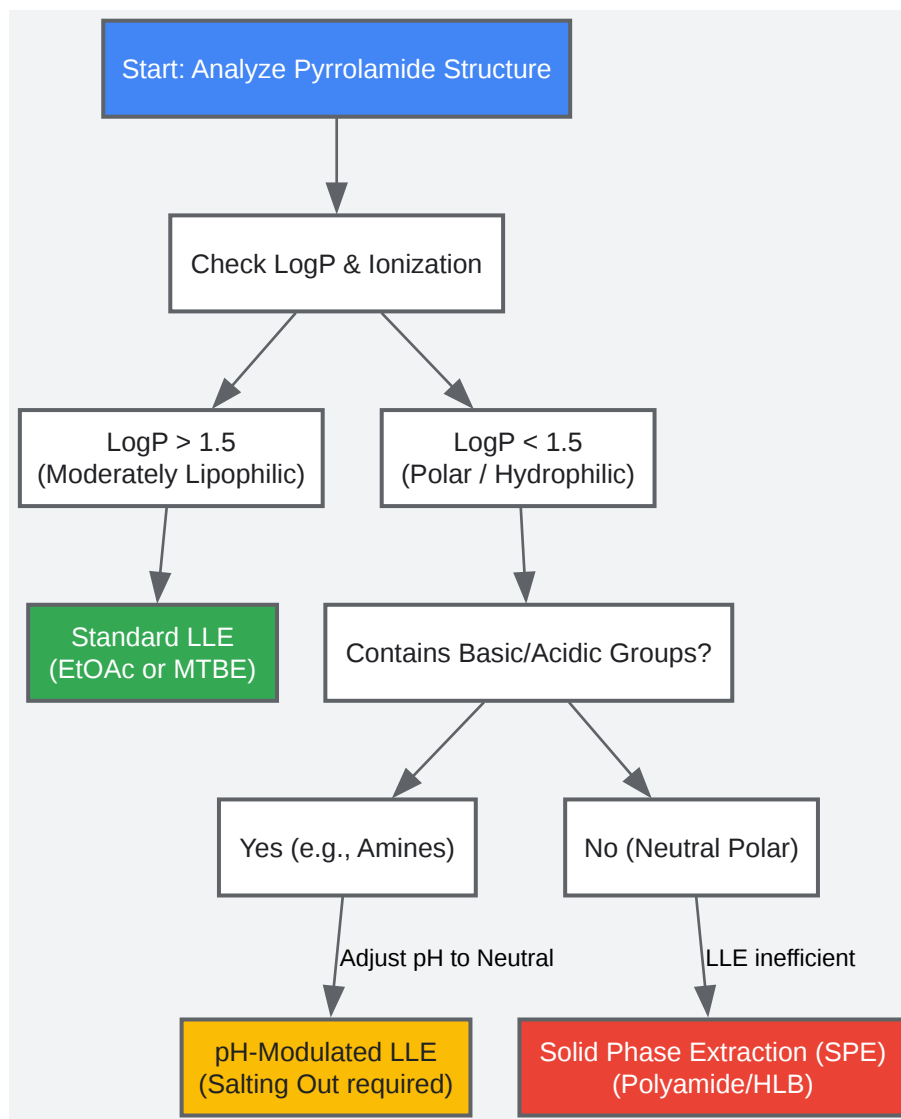 Start: Analyze Pyrrolamide Structure
Check LogP & Ionization
LogP > 1.5
(Moderately Lipophilic)
LogP < 1.5
(Polar / Hydrophilic)
Standard LLE
(EtOAc or MTBE)
Contains Basic/Acidic Groups?
Yes (e.g., Amines)
No (Neutral Polar)
Adjust pH to Neutral
LLE inefficient
pH-Modulated LLE
(Salting Out required)
Solid Phase Extraction (SPE)
(Polyamide/HLB)